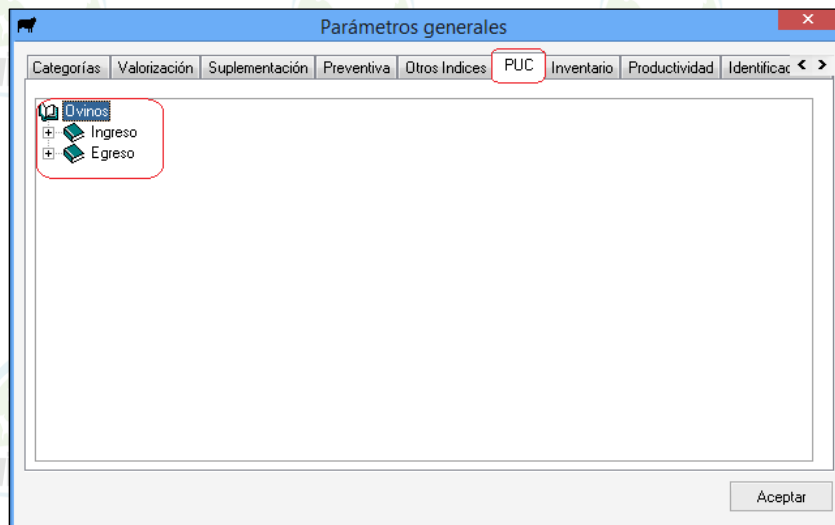 Parámetros generales
Categorías Valorización Suplementación Preventiva Otros Indices PUC Inventario Productividad Identificac
Ovinos
Ingreso
Egreso
Aceptar